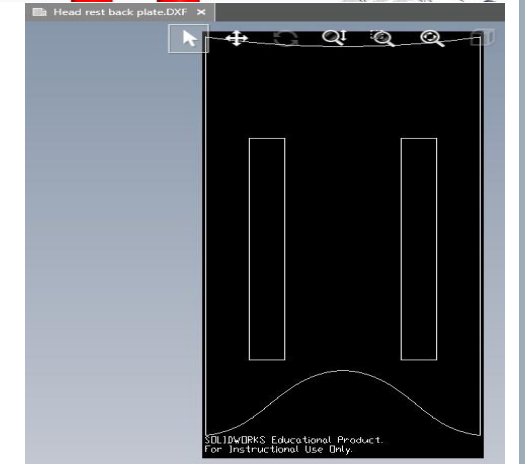 Head rest back plate.DXF
SOLIDWORKS Educational Product.
For Instructional Use Only.